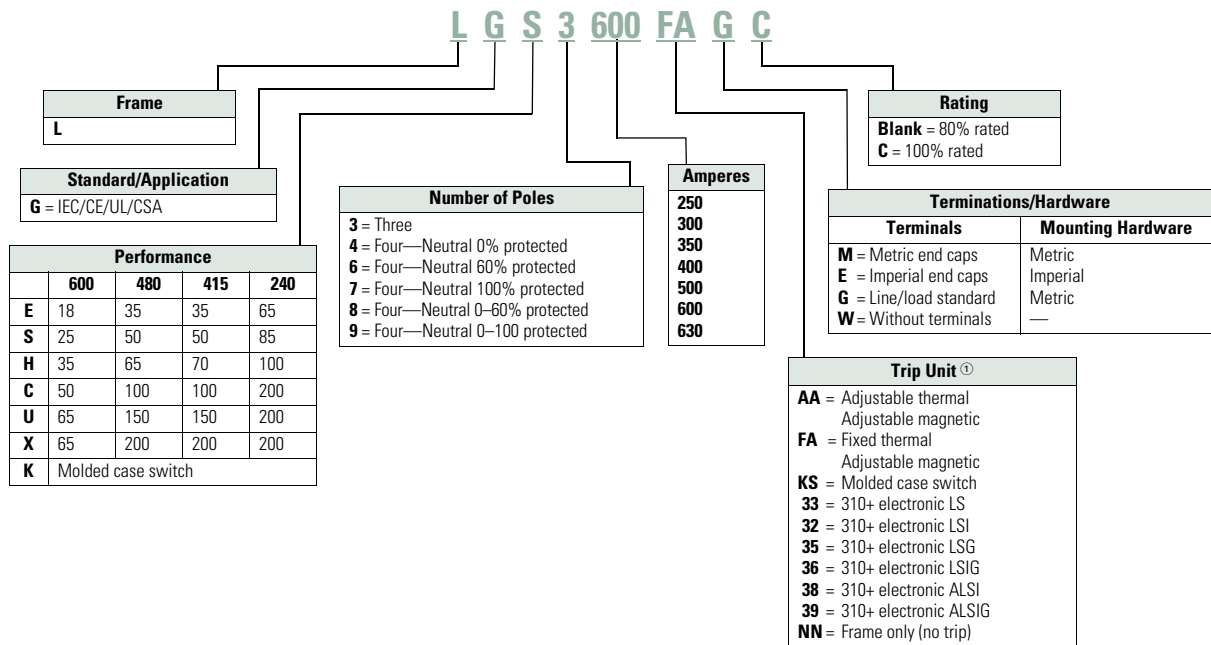 L G S 3 600 FA G C
Frame
L
Standard/Application
G = IEC/CE/UL/CSA
Performance
600 480 415 240
E 18 35 35 65
S 25 50 50 85
H 35 65 70 100
C 50 100 100 200
U 65 150 150 200
X 65 200 200 200
K Molded case switch
Number of Poles
3 = Three
4 = Four—Neutral 0% protected
6 = Four—Neutral 60% protected
7 = Four—Neutral 100% protected
8 = Four—Neutral 0–60% protected
9 = Four—Neutral 0–100 protected
Amperes
250
300
350
400
500
600
630
Rating
Blank = 80% rated
C = 100% rated
Terminations/Hardware
Terminals Mounting Hardware
M = Metric end caps Metric
E = Imperial end caps Imperial
G = Line/load standard Metric
W = Without terminals —
Trip Unit ①
AA = Adjustable thermal
Adjustable magnetic
FA = Fixed thermal
Adjustable magnetic
KS = Molded case switch
33 = 310+ electronic LS
32 = 310+ electronic LSI
35 = 310+ electronic LSG
36 = 310+ electronic LSIG
38 = 310+ electronic ALSI
39 = 310+ electronic ALSIG
NN = Frame only (no trip)